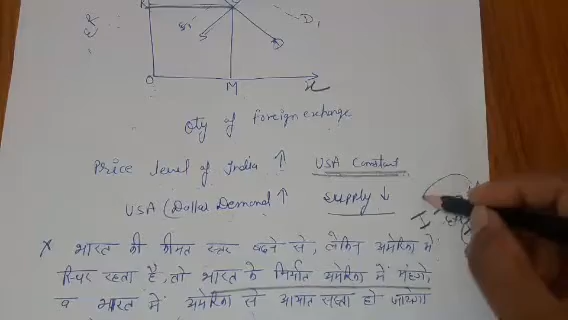 S
D
D₁
O
M
x
Qty of foreign exchange
Price level of India ↑ USA Constant
USA (Dollar Demand ↑ Supply ↓
x भारत की कीमत स्तर बढ़ने से, लेकिन अमेरिका में
स्थिर रहता है, तो भारत के निर्यात अमेरिका में मंहगे,
व भारत में अमेरिका से आयात सस्ता हो जायेगा